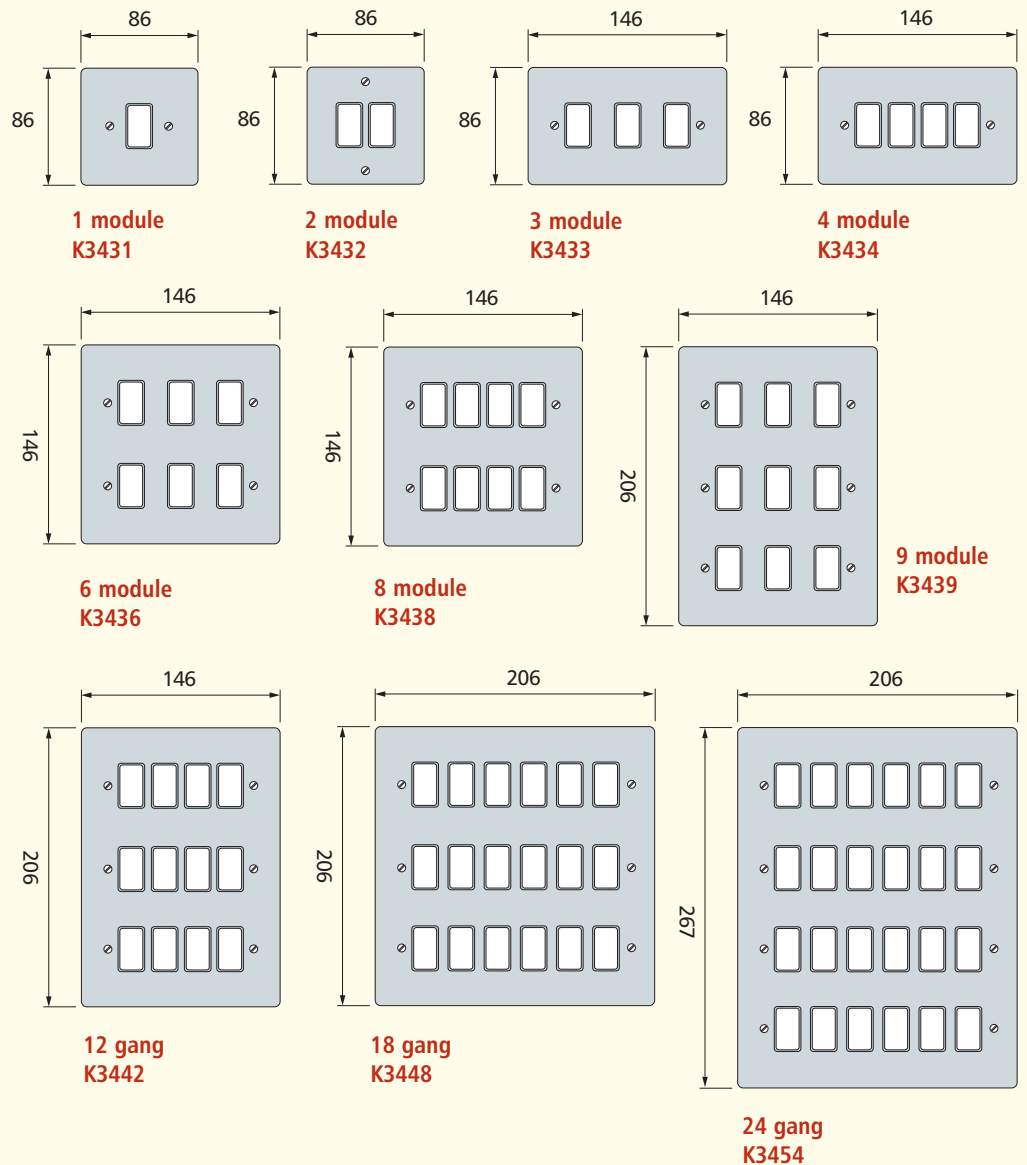 86
86
146
146
86
86
86
86
1 module
K3431
2 module
K3432
3 module
K3433
4 module
K3434
146
146
146
146
146
206
6 module
K3436
8 module
K3438
9 module
K3439
146
206
206
206
206
267
12 gang
K3442
18 gang
K3448
24 gang
K3454